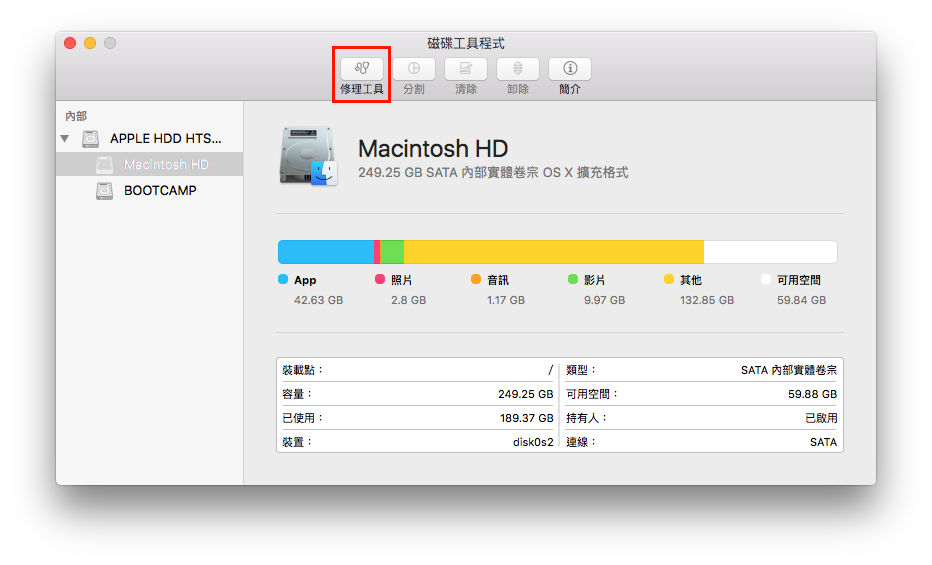 磁碟工具程式
修理工具 分割 清除 卸除 簡介
內部
APPLE HDD HTS...
Macintosh HD
BOOTCAMP
Macintosh HD
249.25 GB SATA 內部實體卷宗 OS X 擴充格式
App 照片 音訊 影片 其他 可用空間
42.63 GB 2.8 GB 1.17 GB 9.97 GB 132.85 GB 59.84 GB
裝載點： / 類型： SATA 內部實體卷宗
容量： 249.25 GB 可用空間： 59.88 GB
已使用： 189.37 GB 持有人： 已啟用
裝置： disk0s2 連線： SATA